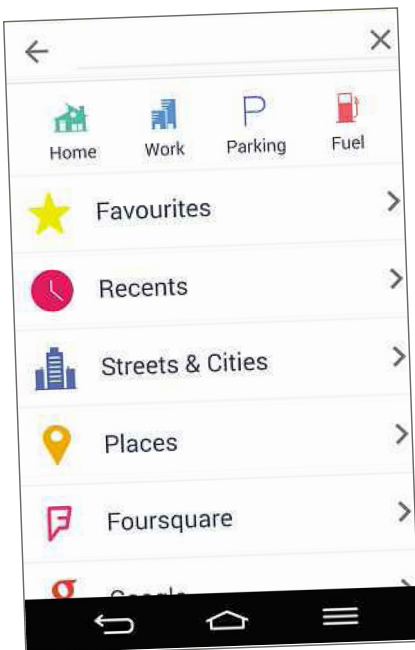 Home Work Parking Fuel
Favourites
Recents
Streets & Cities
Places
Foursquare